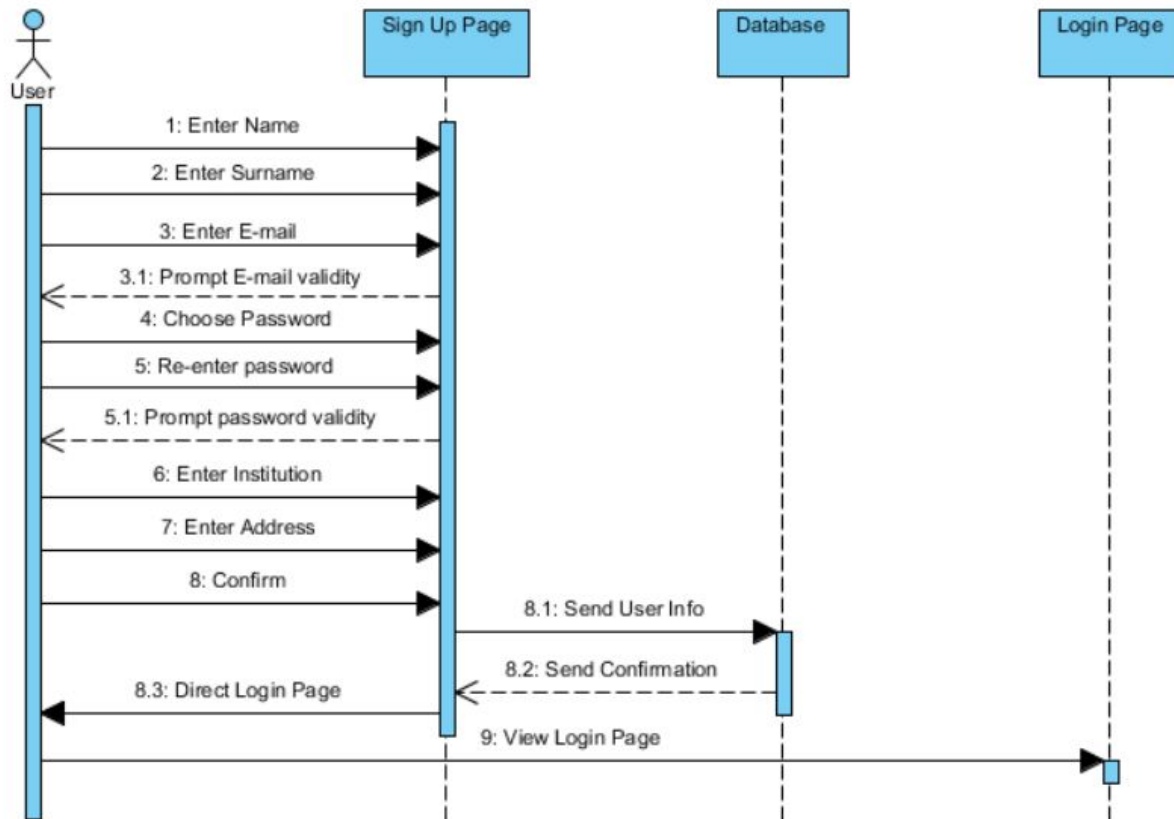 Sign Up Page
Database
Login Page
User
1: Enter Name
2: Enter Surname
3: Enter E-mail
3.1: Prompt E-mail validity
4: Choose Password
5: Re-enter password
5.1: Prompt password validity
6: Enter Institution
7: Enter Address
8: Confirm
8.1: Send User Info
8.2: Send Confirmation
8.3: Direct Login Page
9: View Login Page